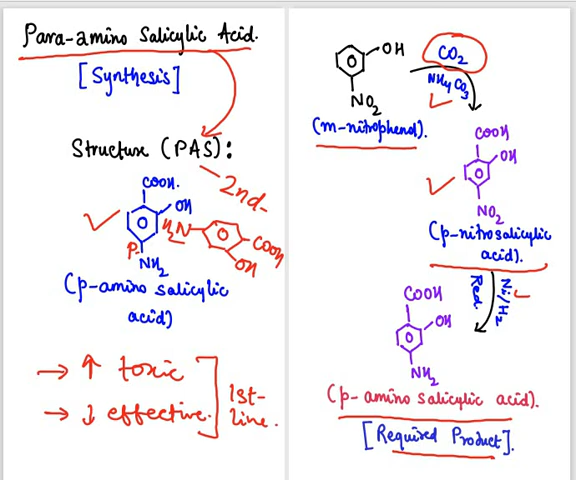 Para-amino Salicylic Acid.
[Synthesis]
Structure (PAS):
2nd-
COOH.
OH
H2N
COOH
OH
P-
NH2
(p-amino salicylic
acid)
→ ↑ toxic
→ ↓ effective.
1st-
line.
OH
NO2
(m-nitrophenol).
CO2
NH4CO3
COOH
OH
NO2
(p-nitrosalicylic
acid).
Ni/H2
Red.
COOH
OH
NH2
(p-amino salicylic acid).
[Required Product].